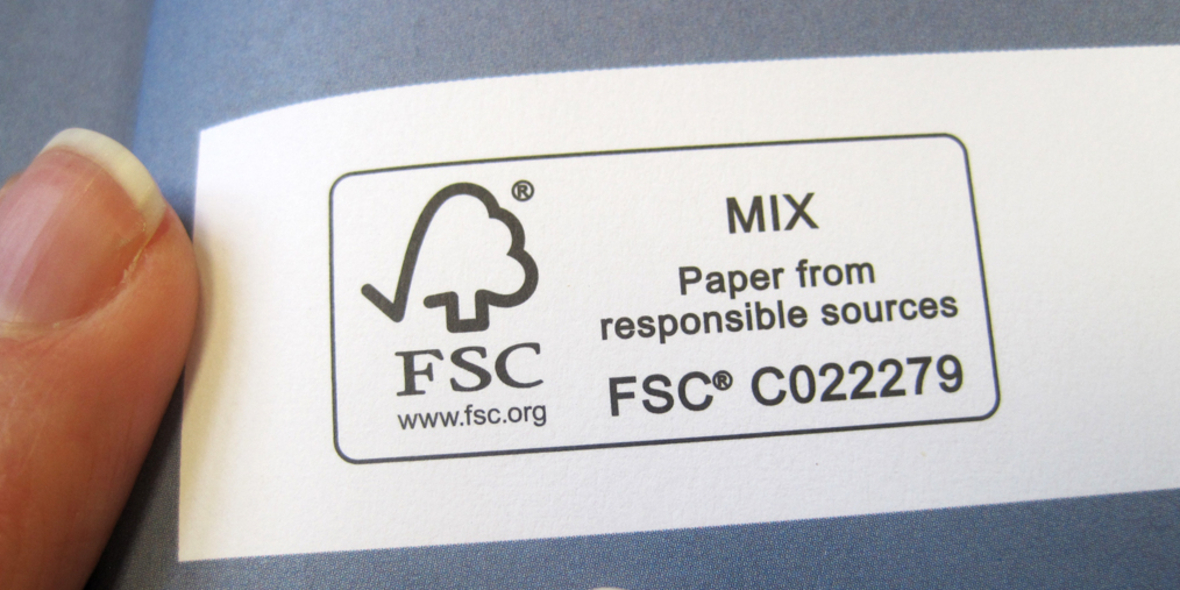 ®
FSC
www.fsc.org
MIX
Paper from
responsible sources
FSC® C022279